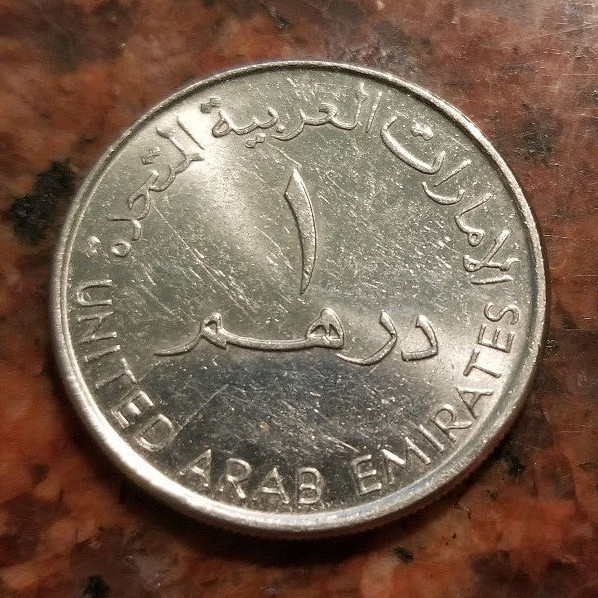 الإمارات العربية المتحدة
١
درهم
UNITED ARAB EMIRATES